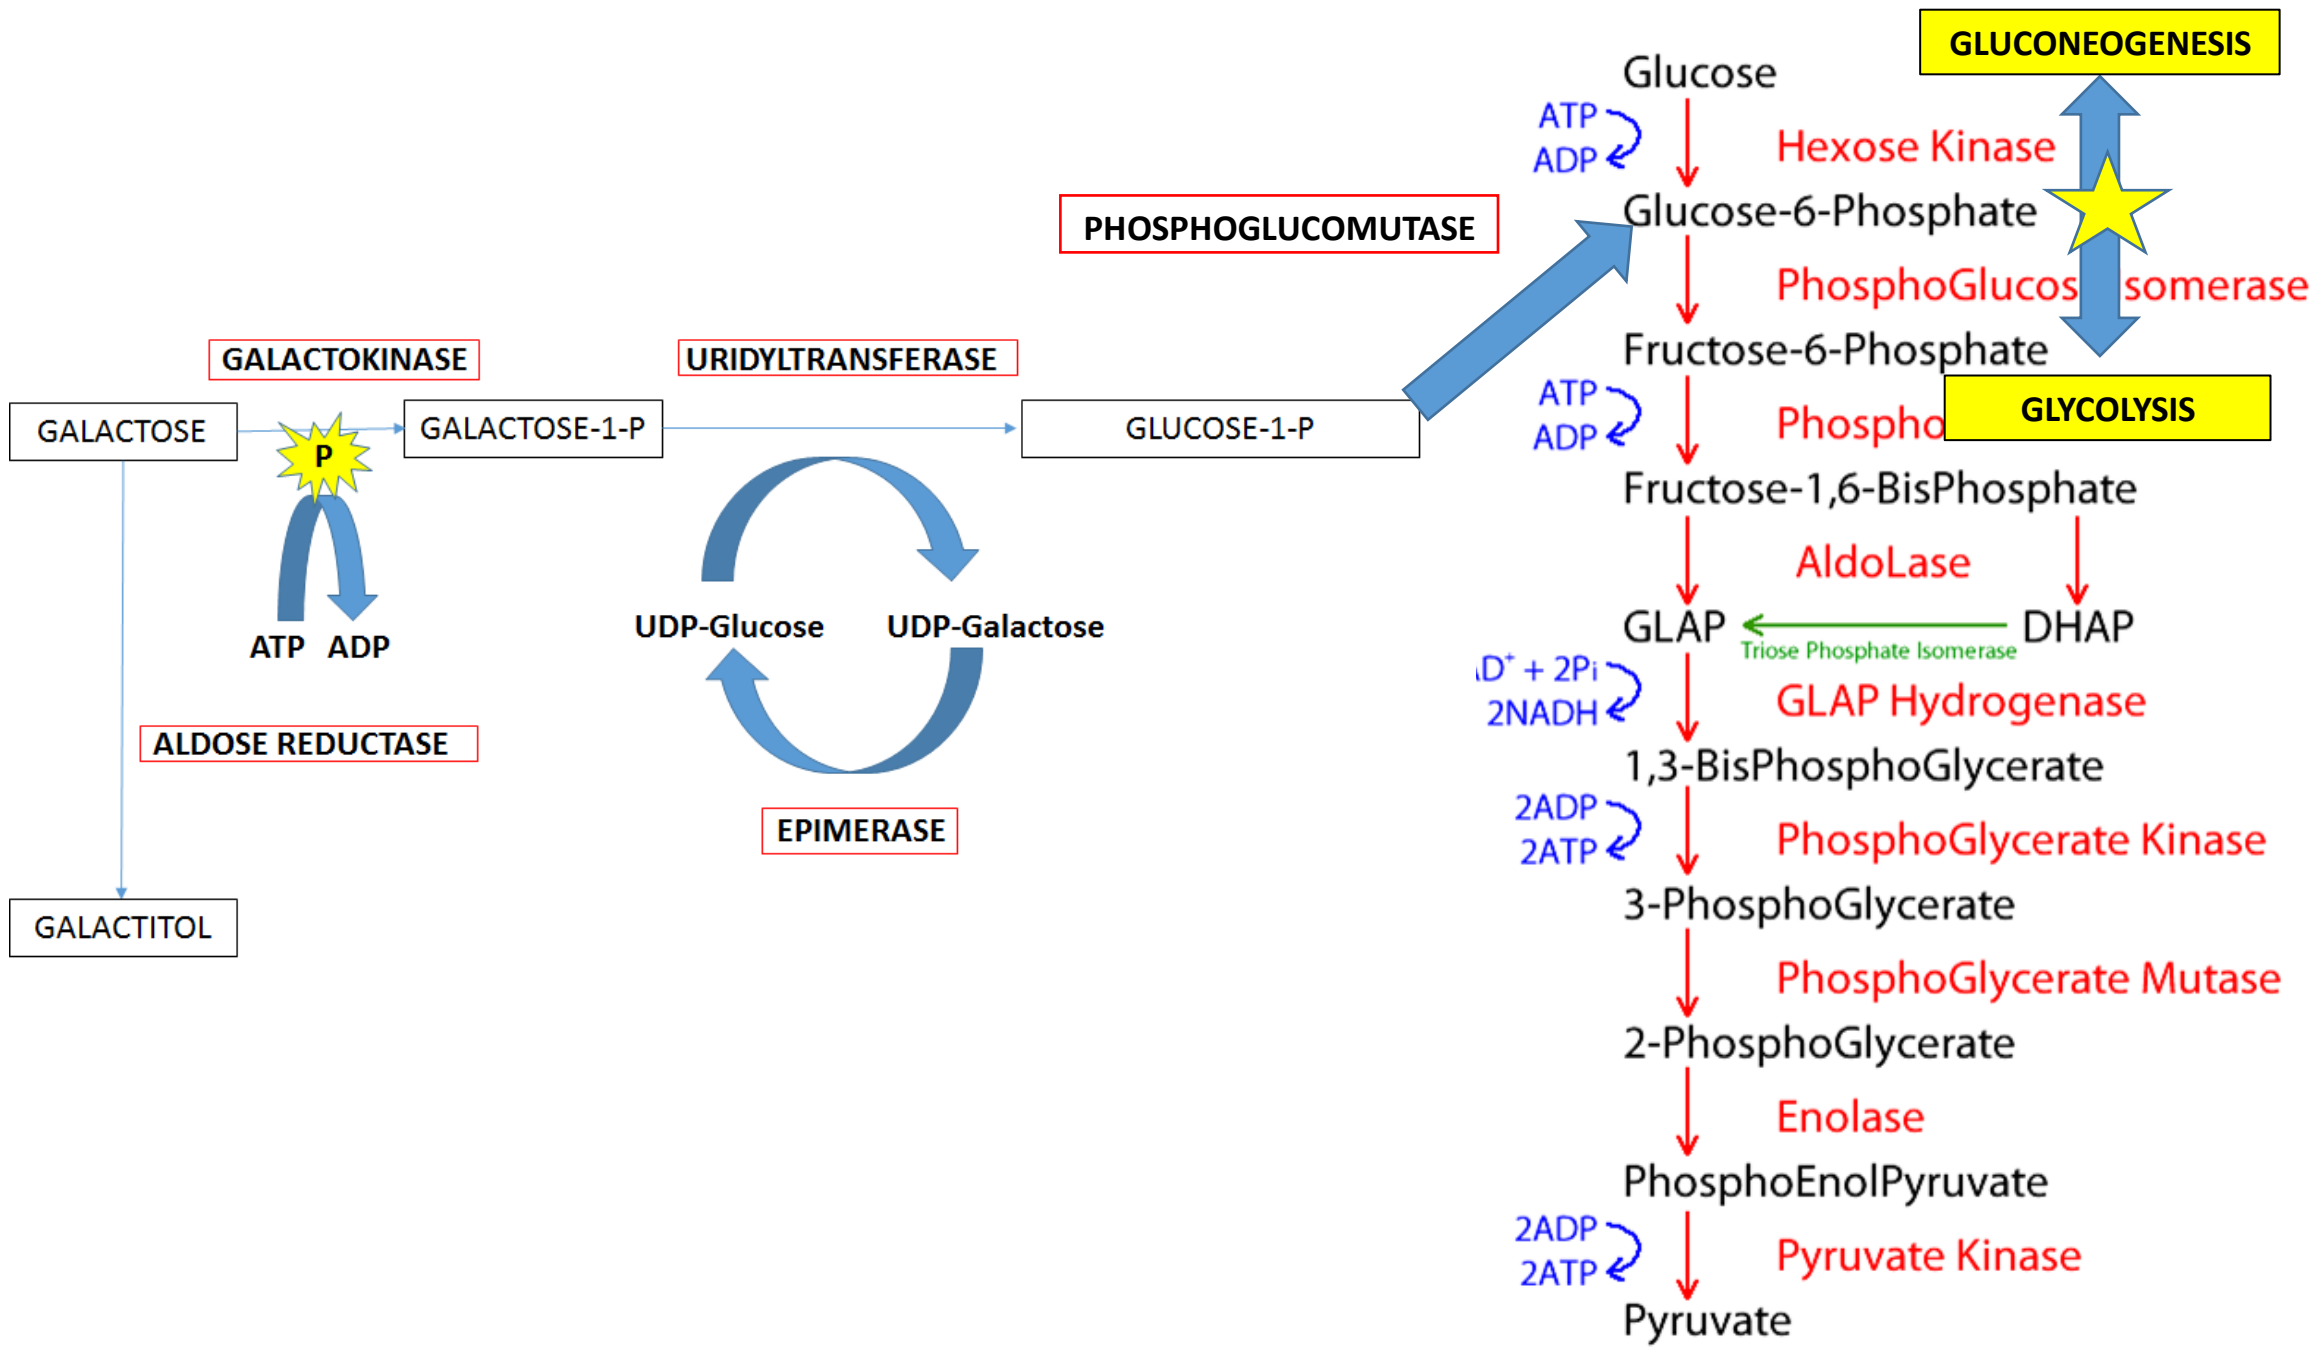 GALACTOKINASE
URIDYLTRANSFERASE
GALACTOSE
GALACTOSE-1-P
GLUCOSE-1-P
P
ATP ADP
UDP-Glucose
UDP-Galactose
ALDOSE REDUCTASE
EPIMERASE
GALACTITOL
PHOSPHOGLUCOMUTASE
GLUCONEOGENESIS
Glucose
ATP
ADP
Hexose Kinase
Glucose-6-Phosphate
PhosphoGlucos somerase
Fructose-6-Phosphate
ATP
ADP
Phospho
GLYCOLYSIS
Fructose-1,6-BisPhosphate
AldoLase
GLAP
DHAP
Triose Phosphate Isomerase
AD⁺ + 2Pi
2NADH
GLAP Hydrogenase
1,3-BisPhosphoGlycerate
2ADP
2ATP
PhosphoGlycerate Kinase
3-PhosphoGlycerate
PhosphoGlycerate Mutase
2-PhosphoGlycerate
Enolase
PhosphoEnolPyruvate
2ADP
2ATP
Pyruvate Kinase
Pyruvate